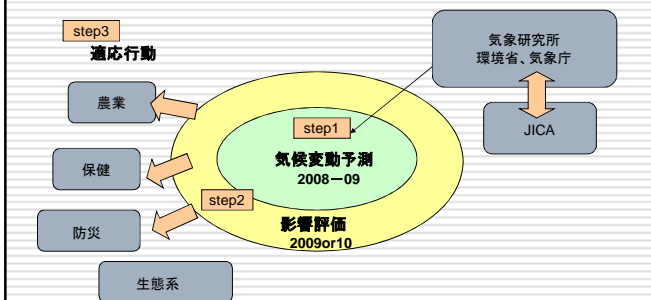 step3
適応行動
気象研究所
環境省、気象庁
農業
JICA
step1
気候変動予測
2008－09
保健
step2
影響評価
2009or10
防災
生態系